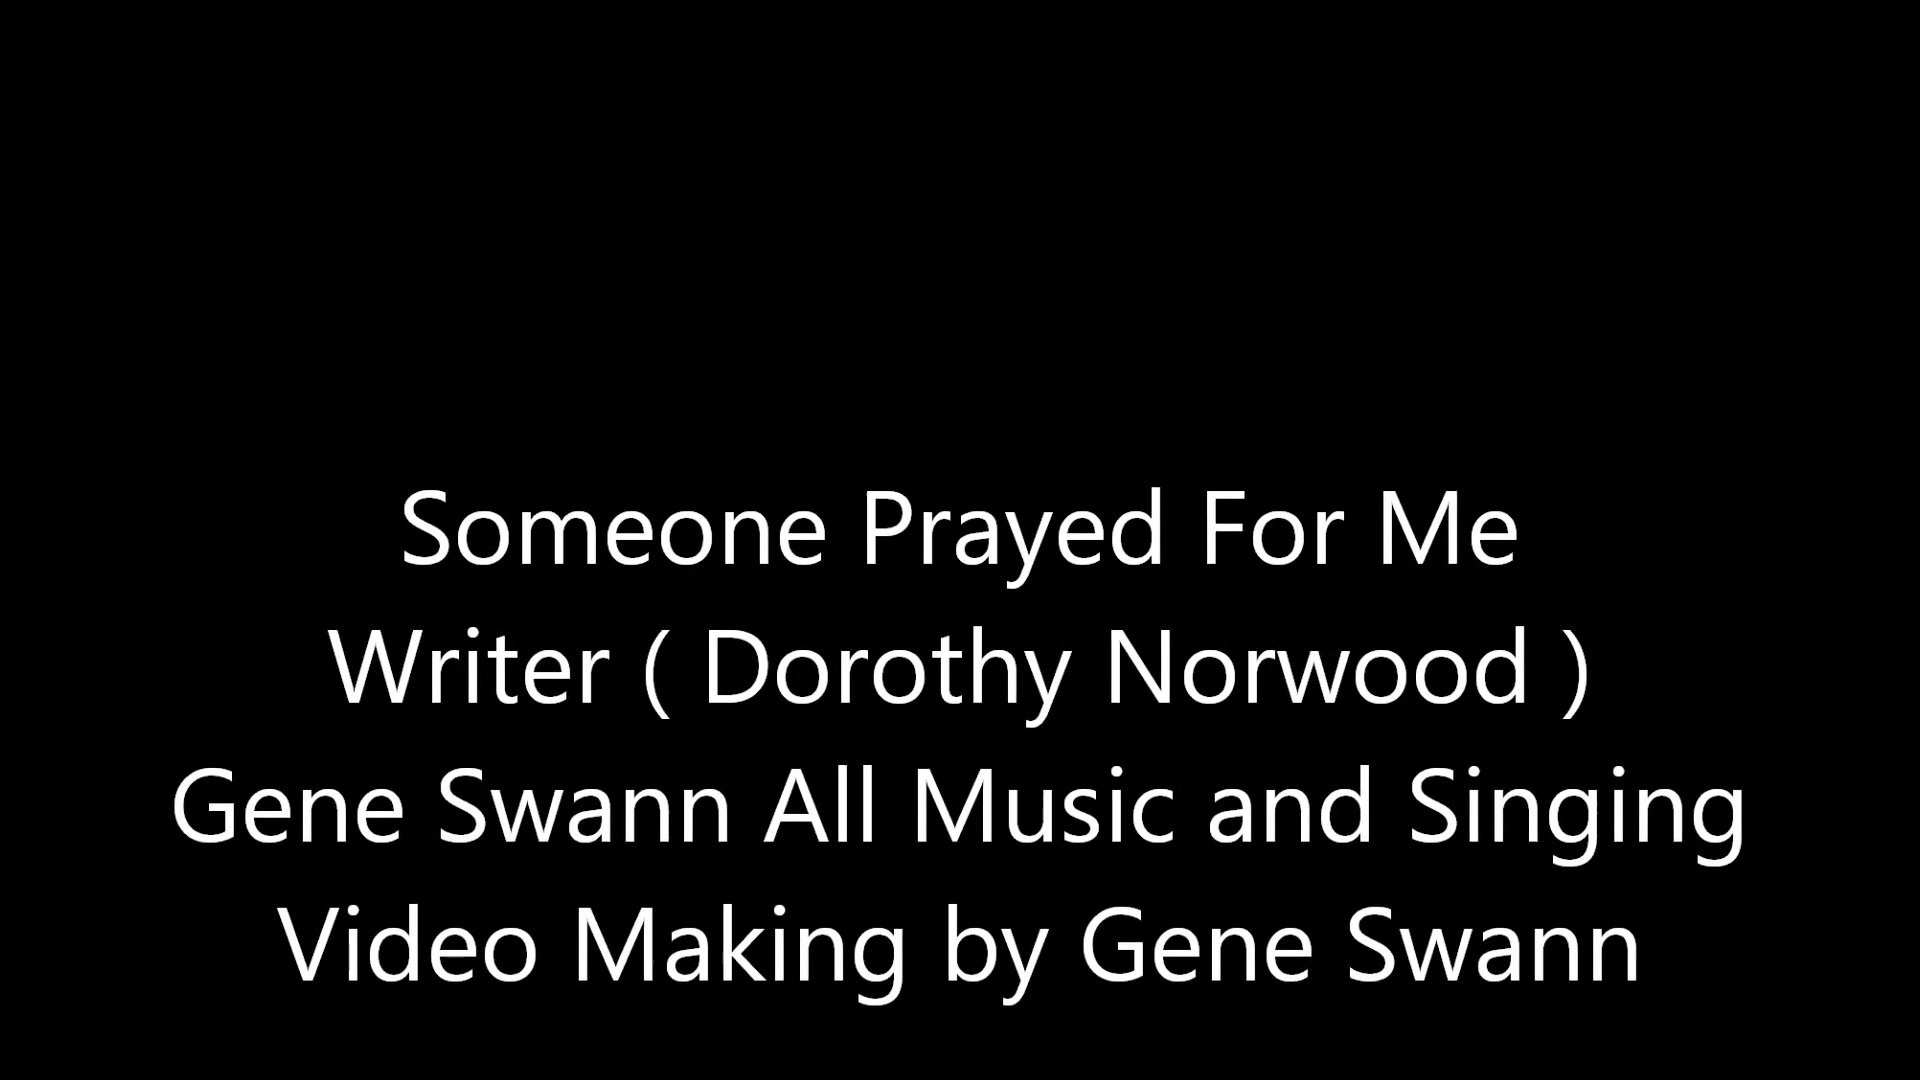 Someone Prayed For Me
Writer ( Dorothy Norwood )
Gene Swann All Music and Singing
Video Making by Gene Swann